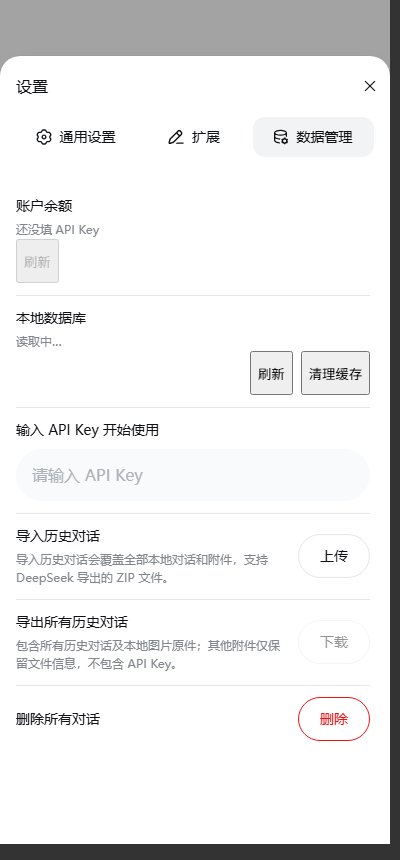 设置
通用设置
扩展
数据管理
账户余额
还没填 API Key
刷新
本地数据库
读取中...
刷新
清理缓存
输入 API Key 开始使用
请输入 API Key
导入历史对话
导入历史对话会覆盖全部本地对话和附件，支持
DeepSeek 导出的 ZIP 文件。
上传
导出所有历史对话
包含所有历史对话及本地图片原件；其他附件仅保
留文件信息，不包含 API Key。
下载
删除所有对话
删除